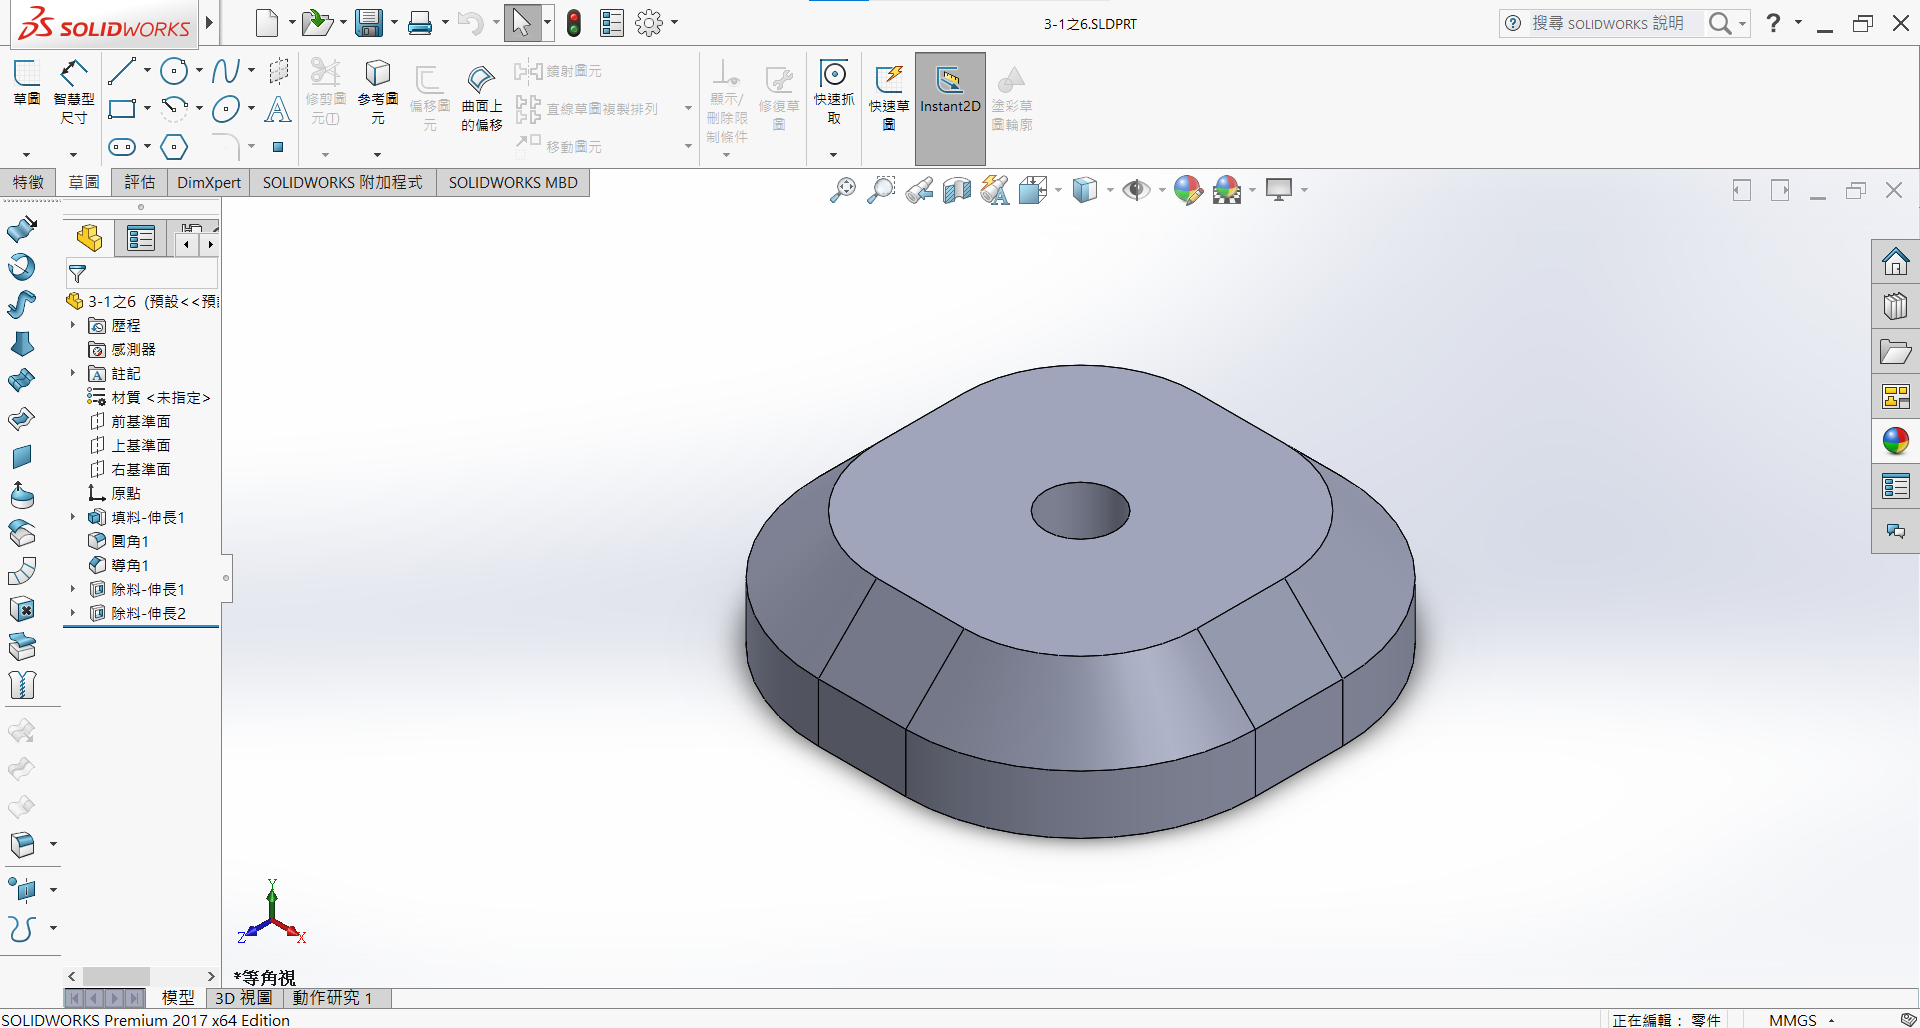 SOLIDWORKS
3-1之6.SLDPRT
搜尋 SOLIDWORKS 說明
草圖
智慧型
尺寸
修剪圖
元(T)
參考圖
元
偏移圖
元
曲面上
的偏移
鏡射圖元
直線草圖複製排列
移動圖元
顯示/
刪除限
制條件
修復草
圖
快速抓
取
快速草
圖
Instant2D
塗彩草
圖輪廓
特徵
草圖
評估
DimXpert
SOLIDWORKS 附加程式
SOLIDWORKS MBD
3-1之6 (預設<<預
歷程
感測器
註記
材質 <未指定>
前基準面
上基準面
右基準面
原點
填料-伸長1
圓角1
導角1
除料-伸長1
除料-伸長2
Y
Z
X
*等角視
模型
3D 視圖
動作研究 1
SOLIDWORKS Premium 2017 x64 Edition
正在編輯： 零件
MMGS